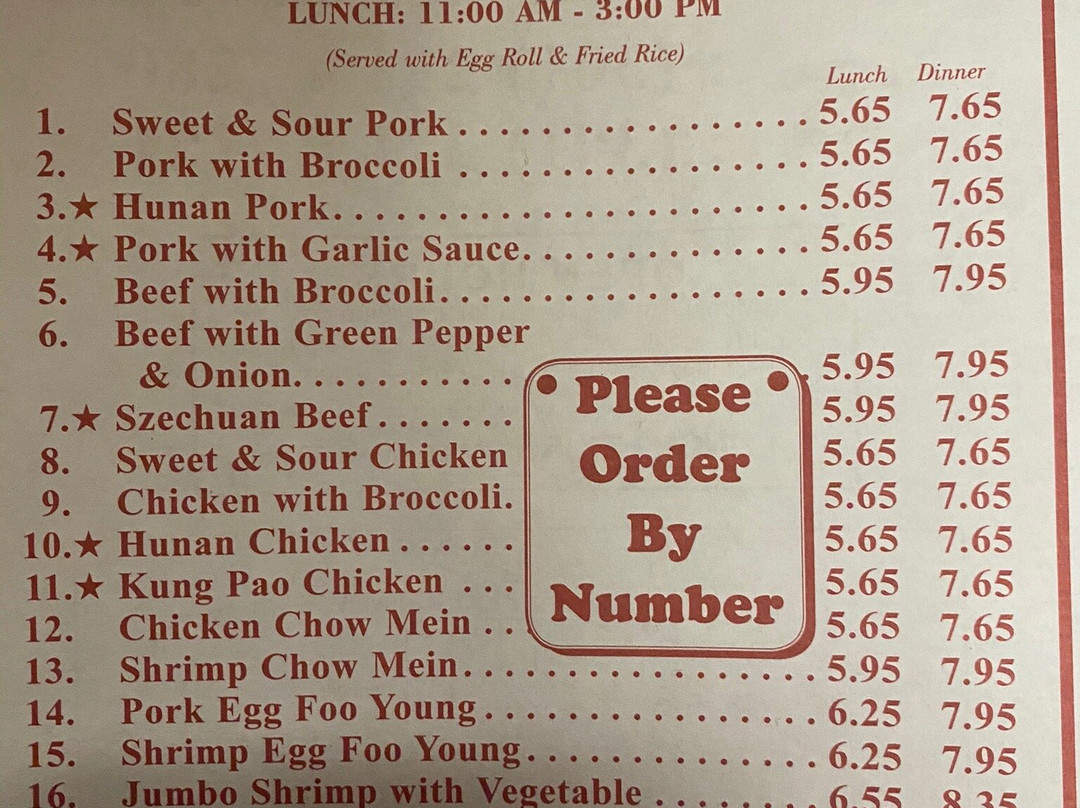 LUNCH: 11:00 AM - 3:00 PM
(Served with Egg Roll & Fried Rice)
Lunch Dinner
1. Sweet & Sour Pork . . . . . . . . . . . . . . . . . 5.65 7.65
2. Pork with Broccoli . . . . . . . . . . . . . . . . . 5.65 7.65
3.★ Hunan Pork. . . . . . . . . . . . . . . . . . . . . . . 5.65 7.65
4.★ Pork with Garlic Sauce. . . . . . . . . . . . . . 5.65 7.65
5. Beef with Broccoli. . . . . . . . . . . . . . . . . . 5.95 7.95
6. Beef with Green Pepper
& Onion. . . . . . . . . . . . 5.95 7.95
7.★ Szechuan Beef. . . . . . . 5.95 7.95
8. Sweet & Sour Chicken 5.65 7.65
9. Chicken with Broccoli. 5.65 7.65
10.★ Hunan Chicken . . . . . . 5.65 7.65
11.★ Kung Pao Chicken . . . 5.65 7.65
12. Chicken Chow Mein . . . 5.65 7.65
13. Shrimp Chow Mein. . . . . . . . . . . . . . . . . 5.95 7.95
14. Pork Egg Foo Young. . . . . . . . . . . . . . . . 6.25 7.95
15. Shrimp Egg Foo Young. . . . . . . . . . . . . . 6.25 7.95
16. Jumbo Shrimp with Vegetable . . . . . . . . 6.55 8.35
Please
Order
By
Number